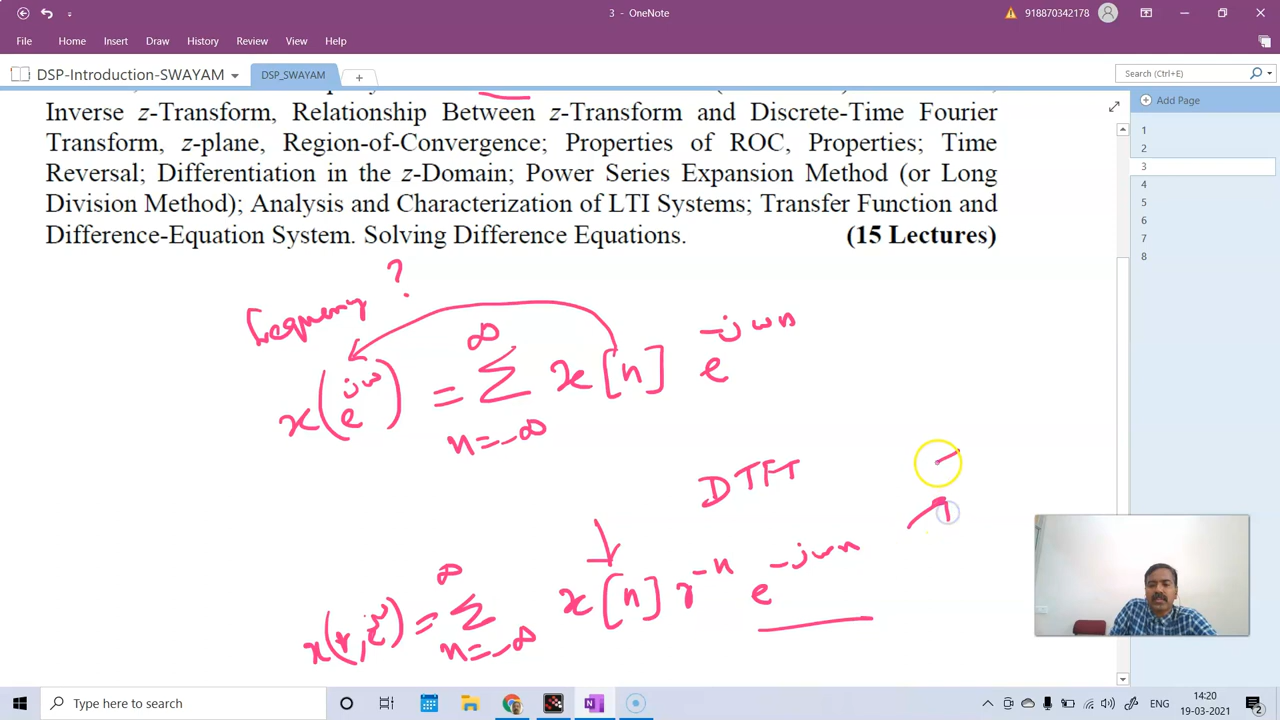 3 - OneNote
918870342178
File Home Insert Draw History Review View Help
DSP-Introduction-SWAYAM
DSP_SWAYAM
Search (Ctrl+E)
Add Page
1
2
3
4
5
6
7
8
Inverse z-Transform, Relationship Between z-Transform and Discrete-Time Fourier
Transform, z-plane, Region-of-Convergence; Properties of ROC, Properties; Time
Reversal; Differentiation in the z-Domain; Power Series Expansion Method (or Long
Division Method); Analysis and Characterization of LTI Systems; Transfer Function and
Difference-Equation System. Solving Difference Equations. (15 Lectures)
frequency ?
x(e^jω) = ∑ n=-∞ ∞ x[n] e^-jωn
DTFT
x(r, e^jω) = ∑ n=-∞ ∞ x[n] r^-n e^-jωn
Type here to search
ENG
14:20
19-03-2021
2